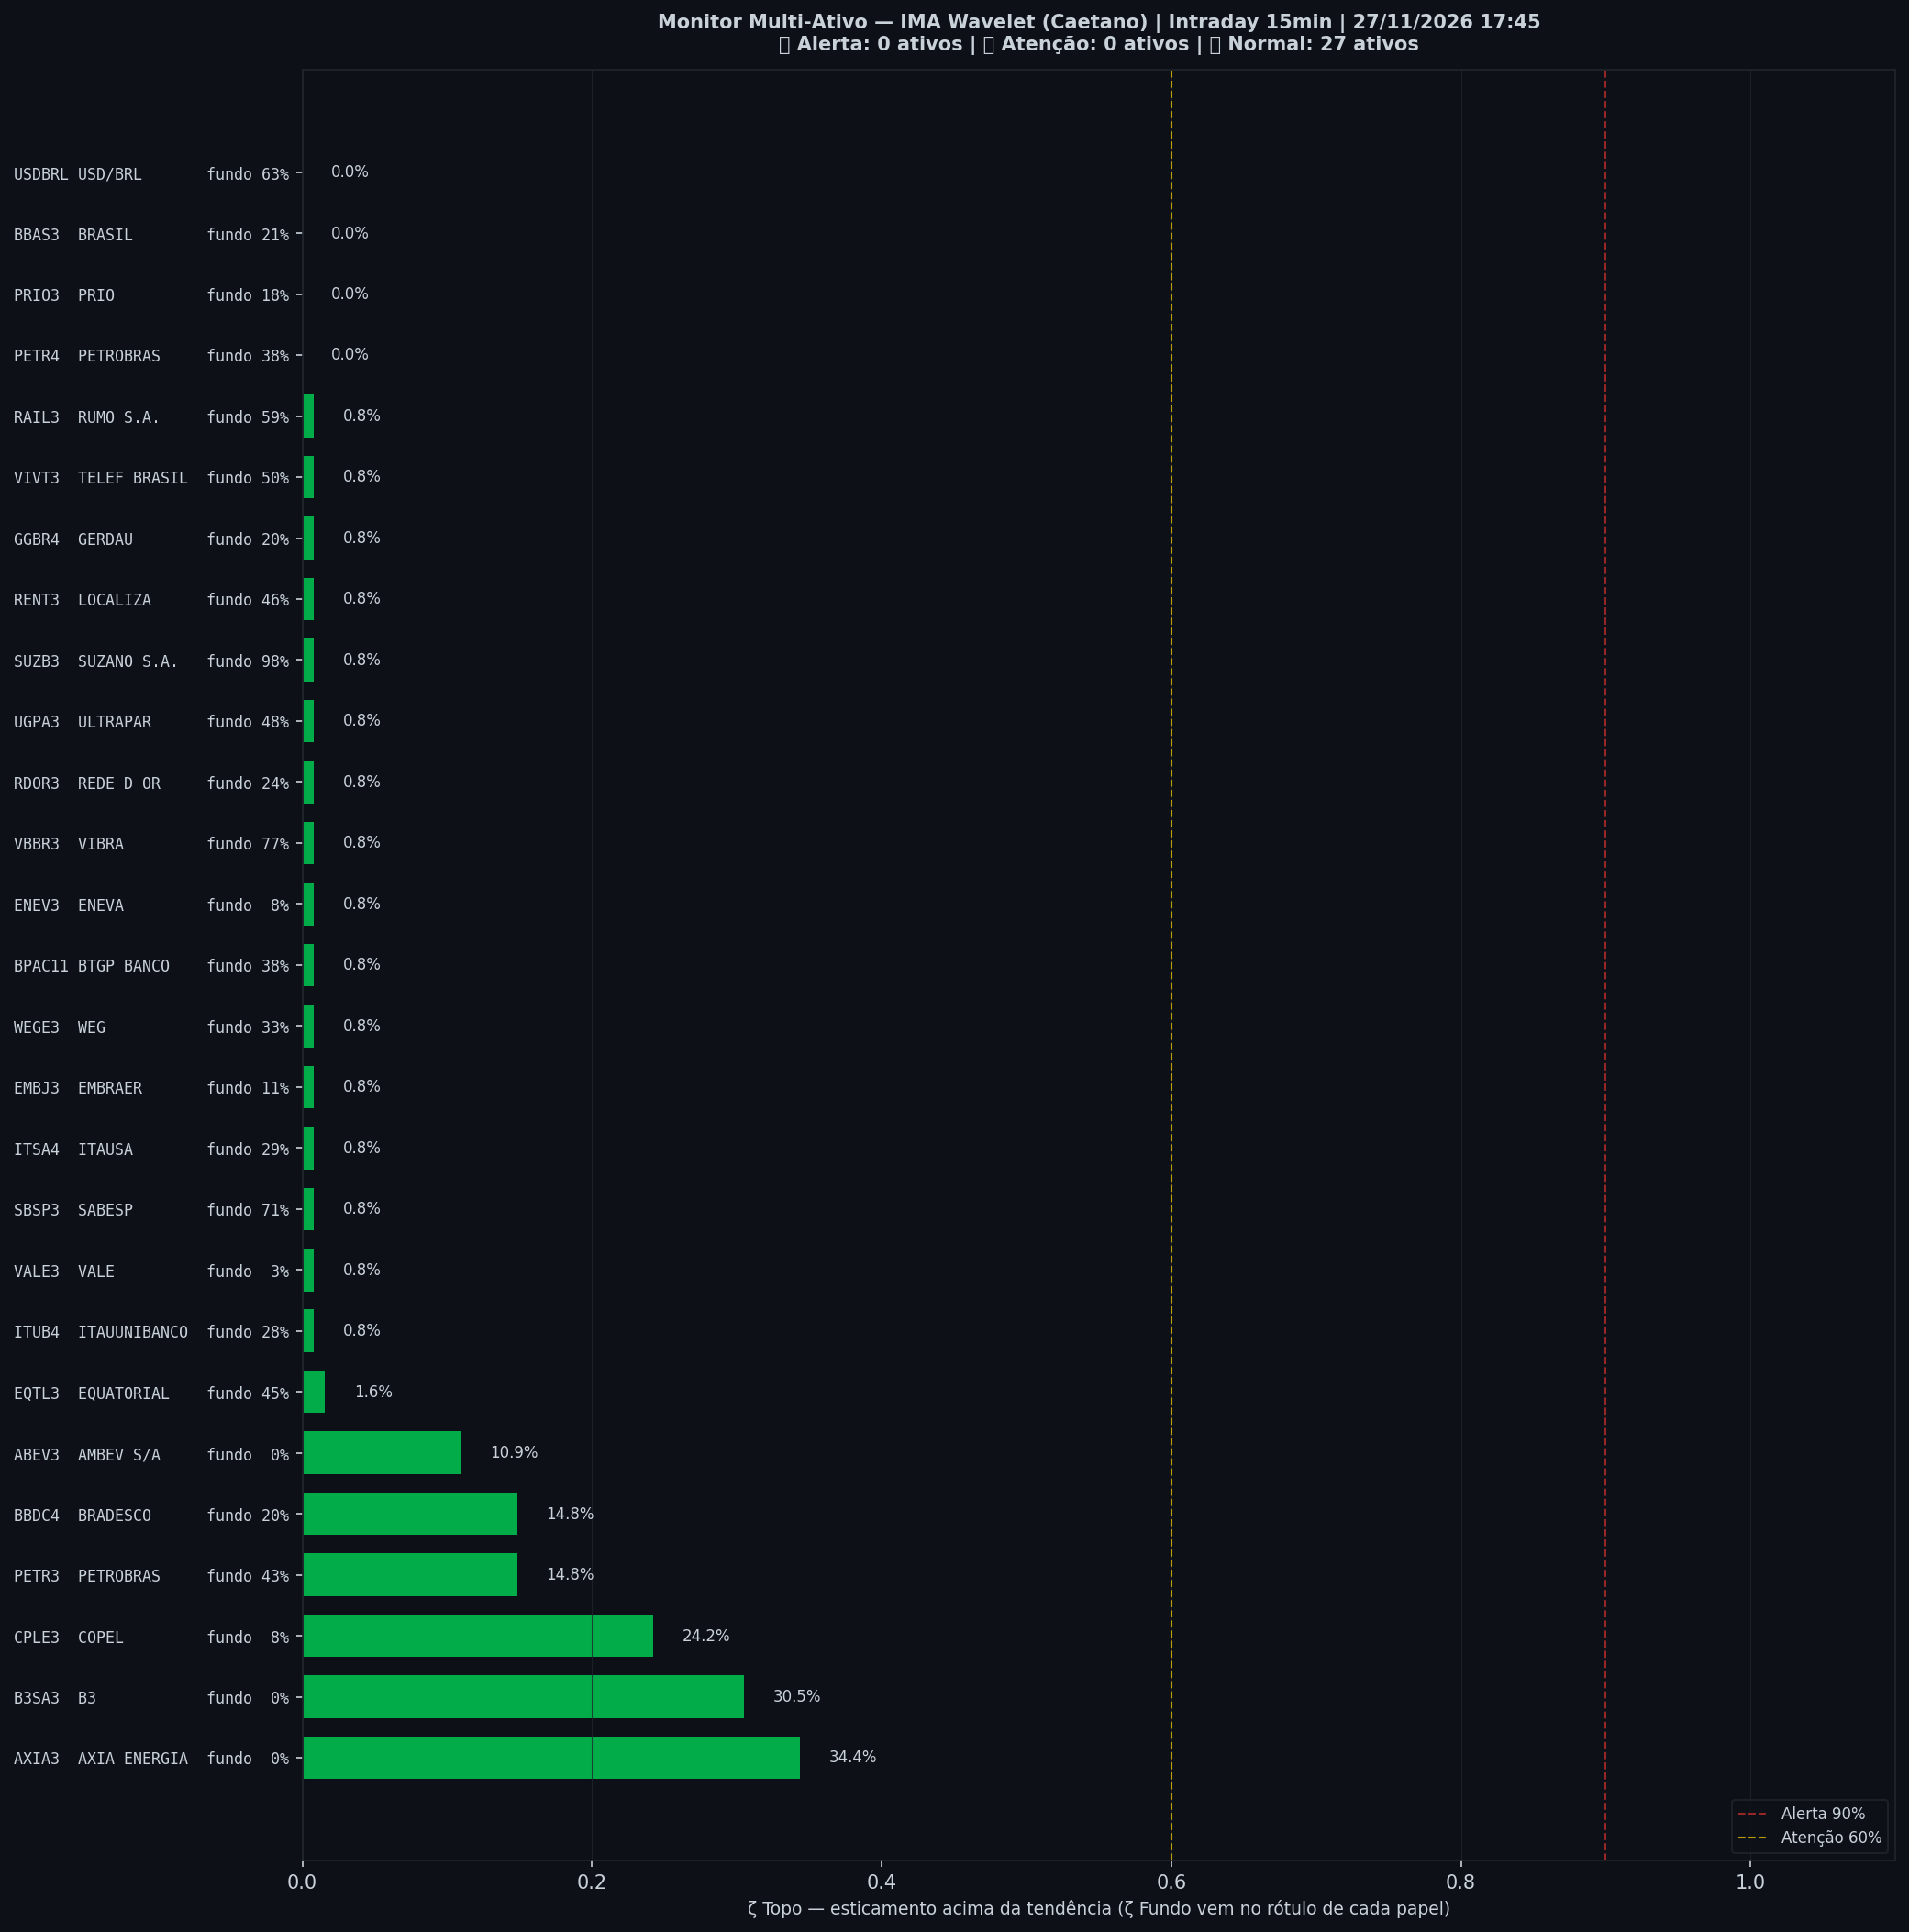 Monitor Multi-Ativo — IMA Wavelet (Caetano) | Intraday 15min | 27/11/2026 17:45
▯ Alerta: 0 ativos | ▯ Atenção: 0 ativos | ▯ Normal: 27 ativos
USDBRL USD/BRL fundo 63% 0.0%
BBAS3 BRASIL fundo 21% 0.0%
PRIO3 PRIO fundo 18% 0.0%
PETR4 PETROBRAS fundo 38% 0.0%
RAIL3 RUMO S.A. fundo 59% 0.8%
VIVT3 TELEF BRASIL fundo 50% 0.8%
GGBR4 GERDAU fundo 20% 0.8%
RENT3 LOCALIZA fundo 46% 0.8%
SUZB3 SUZANO S.A. fundo 98% 0.8%
UGPA3 ULTRAPAR fundo 48% 0.8%
RDOR3 REDE D OR fundo 24% 0.8%
VBBR3 VIBRA fundo 77% 0.8%
ENEV3 ENEVA fundo 8% 0.8%
BPAC11 BTGP BANCO fundo 38% 0.8%
WEGE3 WEG fundo 33% 0.8%
EMBJ3 EMBRAER fundo 11% 0.8%
ITSA4 ITAUSA fundo 29% 0.8%
SBSP3 SABESP fundo 71% 0.8%
VALE3 VALE fundo 3% 0.8%
ITUB4 ITAUUNIBANCO fundo 28% 0.8%
EQTL3 EQUATORIAL fundo 45% 1.6%
ABEV3 AMBEV S/A fundo 0% 10.9%
BBDC4 BRADESCO fundo 20% 14.8%
PETR3 PETROBRAS fundo 43% 14.8%
CPLE3 COPEL fundo 8% 24.2%
B3SA3 B3 fundo 0% 30.5%
AXIA3 AXIA ENERGIA fundo 0% 34.4%
Alerta 90%
Atenção 60%
0.0 0.2 0.4 0.6 0.8 1.0
ζ Topo — esticamento acima da tendência (ζ Fundo vem no rótulo de cada papel)